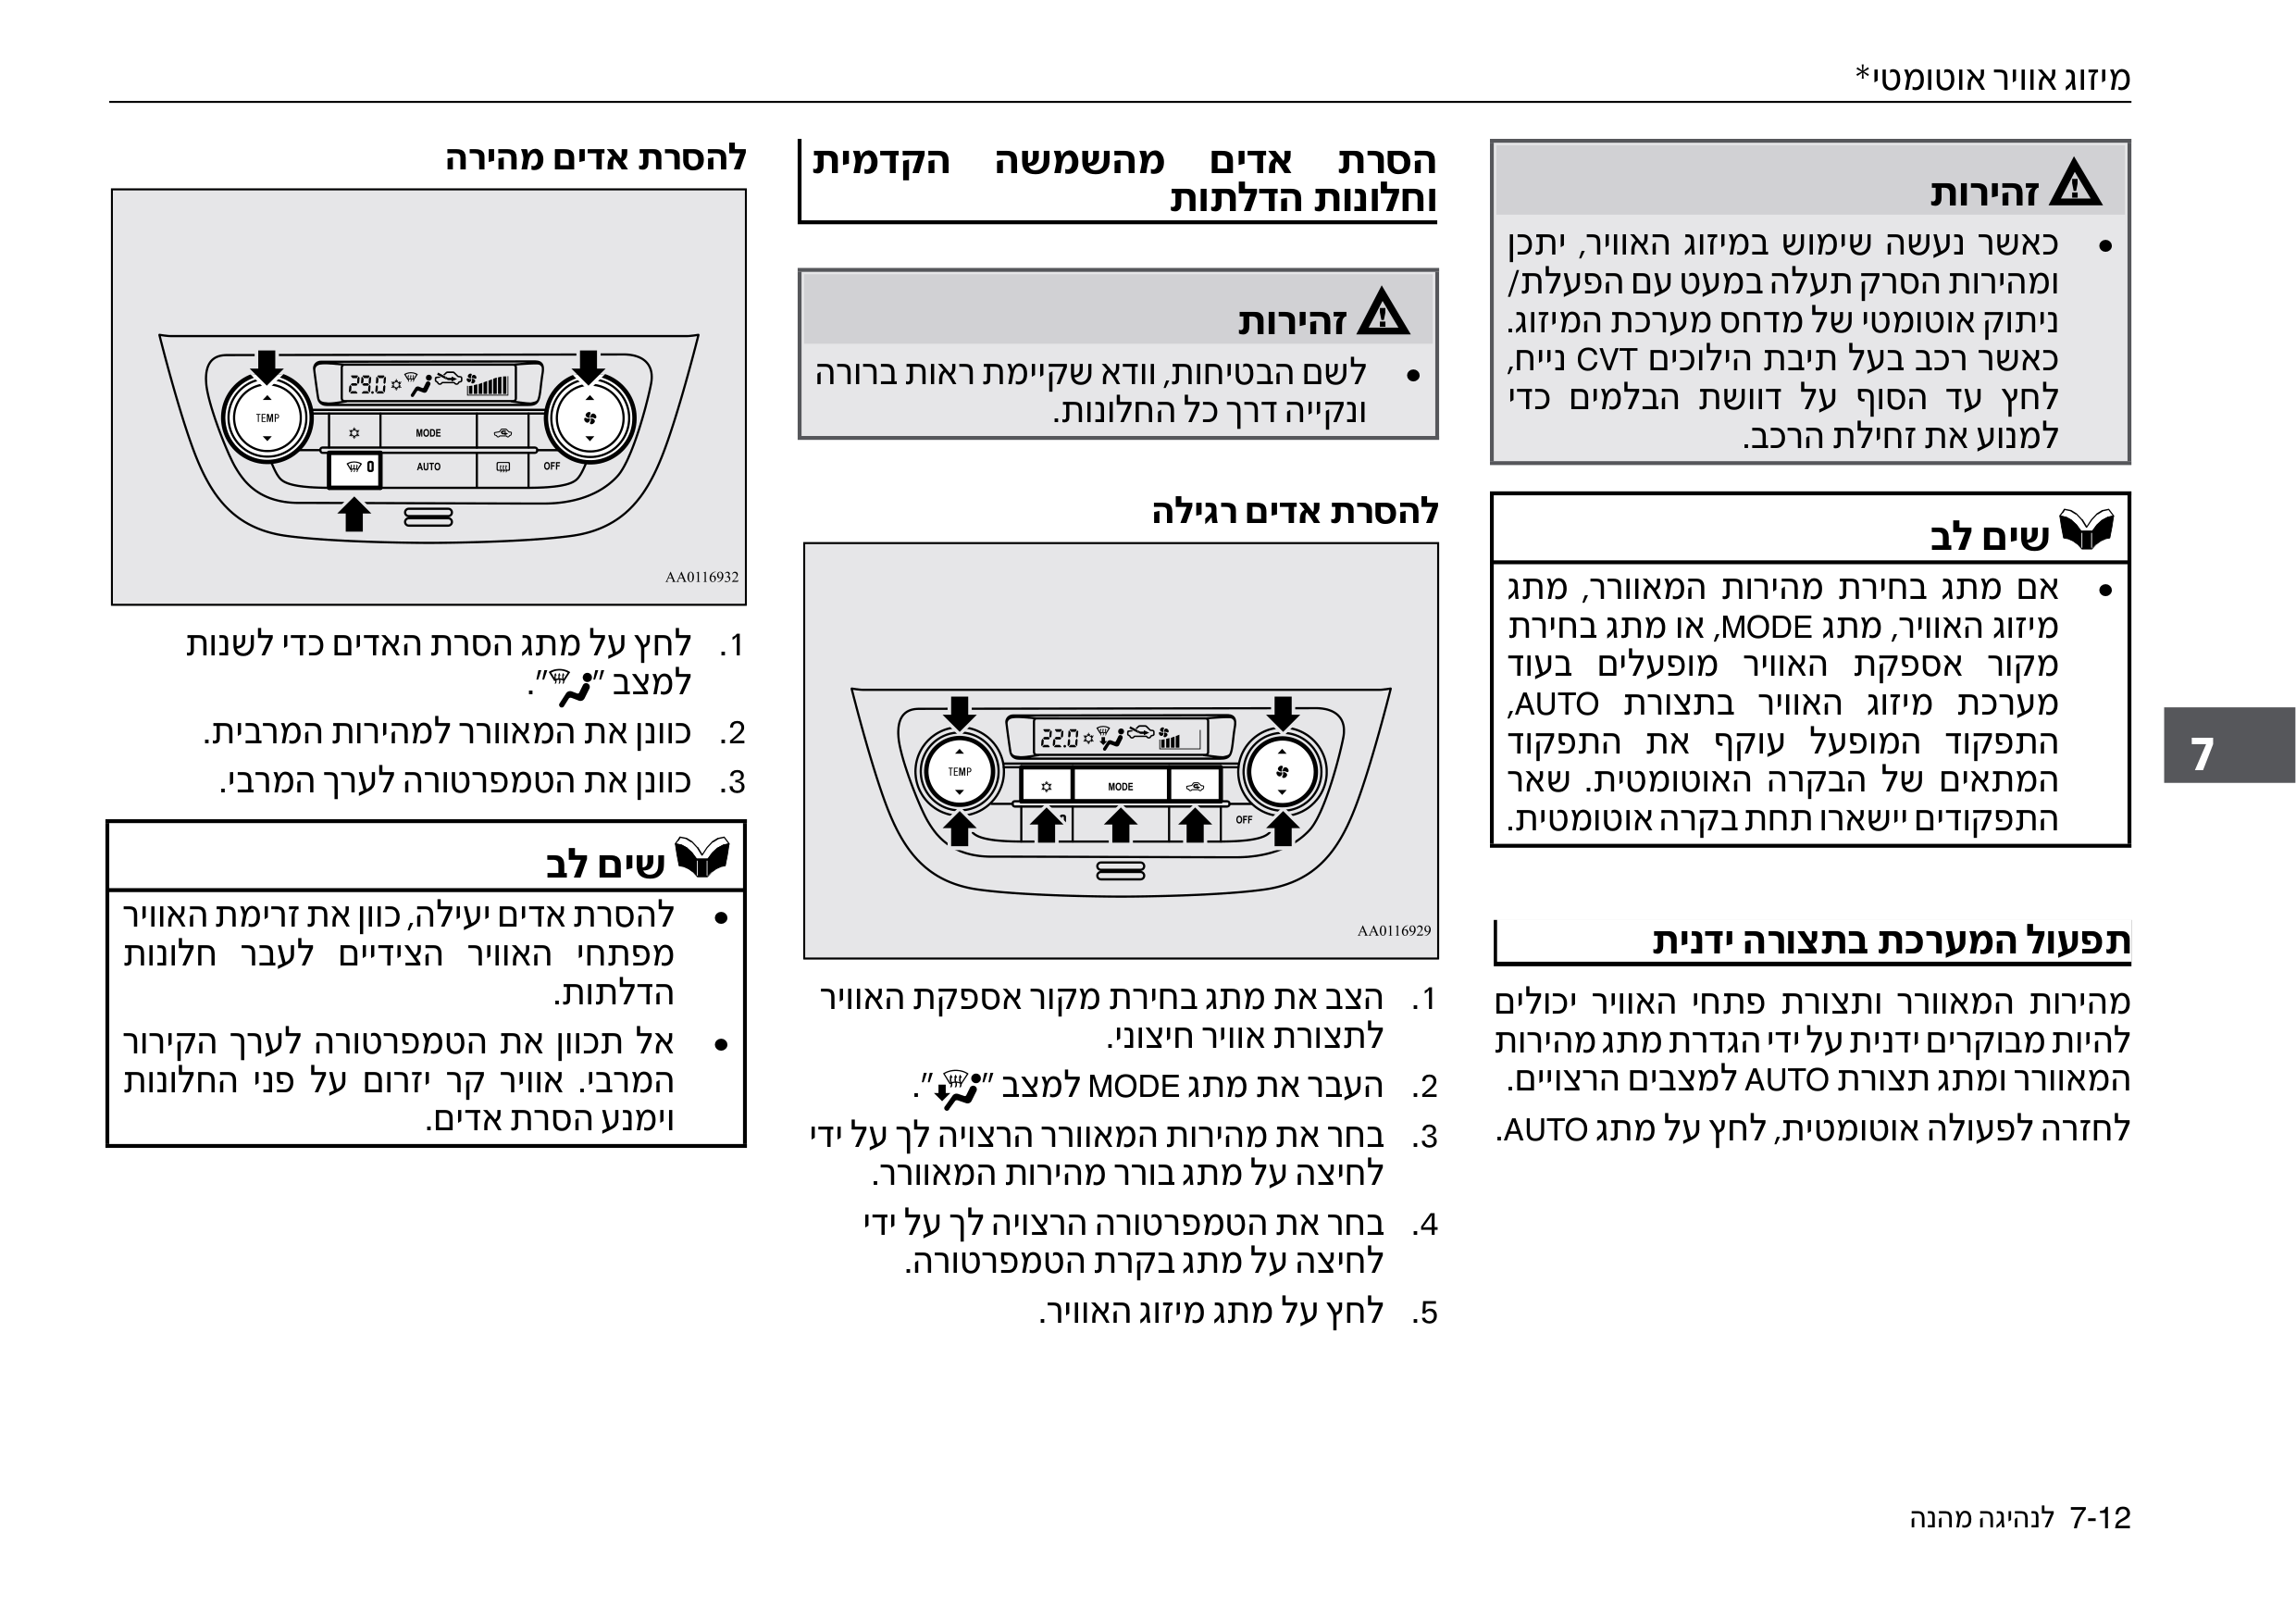 מיזוג אוויר אוטומטי*
זהירות
• כאשר נעשה שימוש במיזוג האוויר, יתכן
ומהירות הסרק תעלה במעט עם הפעלת/
ניתוק אוטומטי של מדחס מערכת המיזוג.
כאשר רכב בעל תיבת הילוכים CVT נייח,
לחץ עד הסוף על דוושת הבלמים כדי
למנוע את זחילת הרכב.
שים לב
• אם מתג בחירת מהירות המאוורר, מתג
מיזוג האוויר, מתג MODE, או מתג בחירת
מקור אספקת האוויר מופעלים בעוד
מערכת מיזוג האוויר בתצורת AUTO,
התפקוד המופעל עוקף את התפקוד
המתאים של הבקרה האוטומטית. שאר
התפקודים יישארו תחת בקרה אוטומטית.
תפעול המערכת בתצורה ידנית
מהירות המאוורר ותצורת פתחי האוויר יכולים
להיות מבוקרים ידנית על ידי הגדרת מתג מהירות
המאוורר ומתג תצורת AUTO למצבים הרצויים.
לחזרה לפעולה אוטומטית, לחץ על מתג AUTO.
הסרת אדים מהשמשה הקדמית
וחלונות הדלתות
זהירות
• לשם הבטיחות, וודא שקיימת ראות ברורה
ונקייה דרך כל החלונות.
להסרת אדים רגילה
22.0
TEMP
MODE
OFF
AA0116929
1. הצב את מתג בחירת מקור אספקת האוויר
לתצורת אוויר חיצוני.
2. העבר את מתג MODE למצב "".
3. בחר את מהירות המאוורר הרצויה לך על ידי
לחיצה על מתג בורר מהירות המאוורר.
4. בחר את הטמפרטורה הרצויה לך על ידי
לחיצה על מתג בקרת הטמפרטורה.
5. לחץ על מתג מיזוג האוויר.
להסרת אדים מהירה
29.0
TEMP
MODE
AUTO
OFF
AA0116932
1. לחץ על מתג הסרת האדים כדי לשנות
למצב "".
2. כוונן את המאוורר למהירות המרבית.
3. כוונן את הטמפרטורה לערך המרבי.
שים לב
• להסרת אדים יעילה, כוון את זרימת האוויר
מפתחי האוויר הצידיים לעבר חלונות
הדלתות.
• אל תכוון את הטמפרטורה לערך הקירור
המרבי. אוויר קר יזרום על פני החלונות
וימנע הסרת אדים.
7
7-12 לנהיגה מהנה